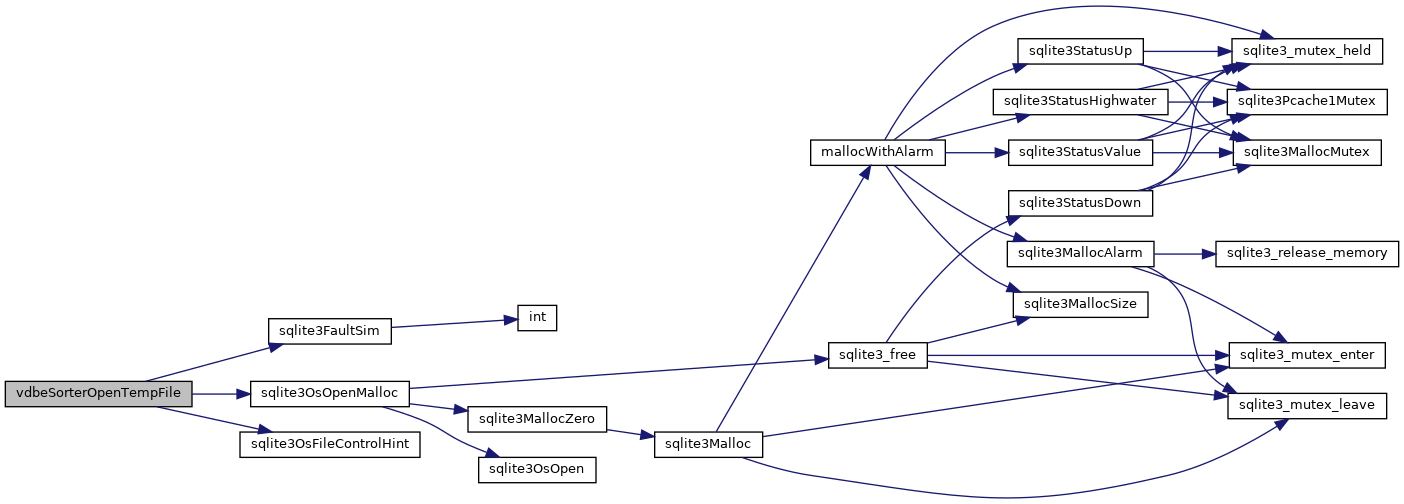 vdbeSorterOpenTempFile
sqlite3FaultSim
int
sqlite3OsOpenMalloc
sqlite3OsFileControlHint
sqlite3MallocZero
sqlite3OsOpen
sqlite3Malloc
mallocWithAlarm
sqlite3_free
sqlite3StatusUp
sqlite3StatusHighwater
sqlite3StatusValue
sqlite3StatusDown
sqlite3MallocAlarm
sqlite3MallocSize
sqlite3_mutex_held
sqlite3Pcache1Mutex
sqlite3MallocMutex
sqlite3_release_memory
sqlite3_mutex_enter
sqlite3_mutex_leave